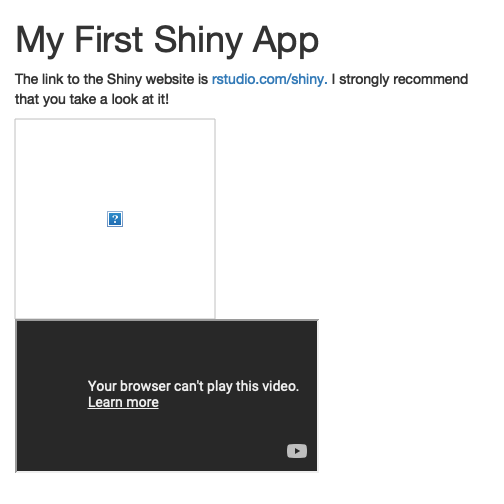 My First Shiny App
The link to the Shiny website is rstudio.com/shiny. I strongly recommend
that you take a look at it!
?
Your browser can't play this video.
Learn more